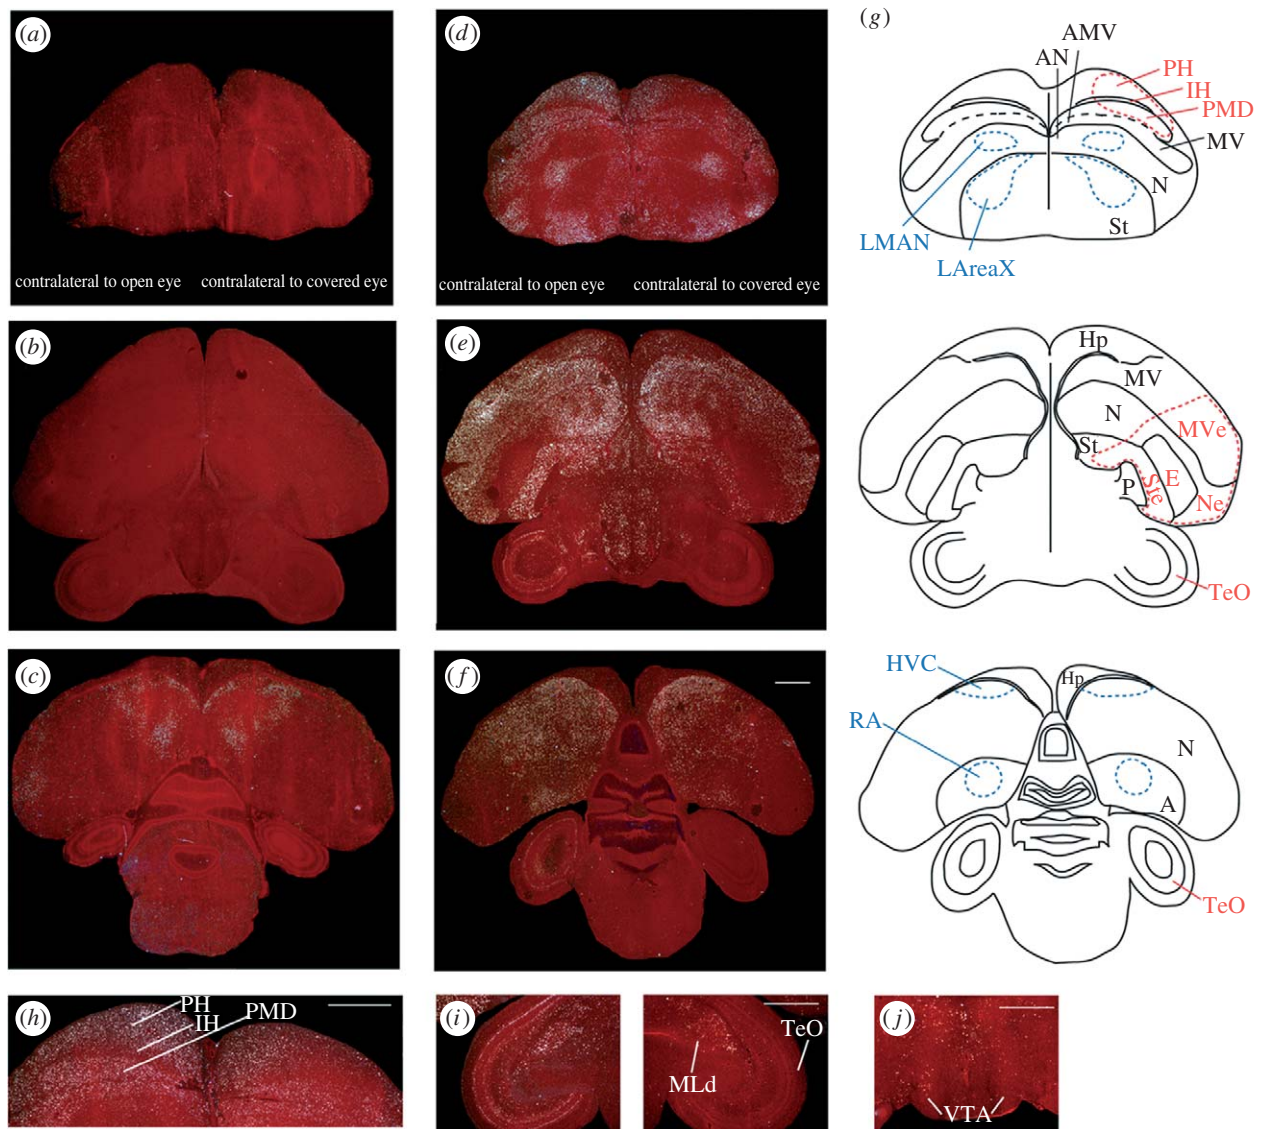 (a)
contralateral to open eye contralateral to covered eye
(d)
contralateral to open eye contralateral to covered eye
(g)
AMV
AN
PH
IH
PMD
MV
N
St
LMAN
LAreaX
(b)
(e)
Hp
MV
N
MVe
St
E
P
Ste
Ne
TeO
(c)
(f)
HVC
Hp
RA
N
A
TeO
(h)
PH
IH
PMD
(i)
TeO
MLd
(j)
VTA